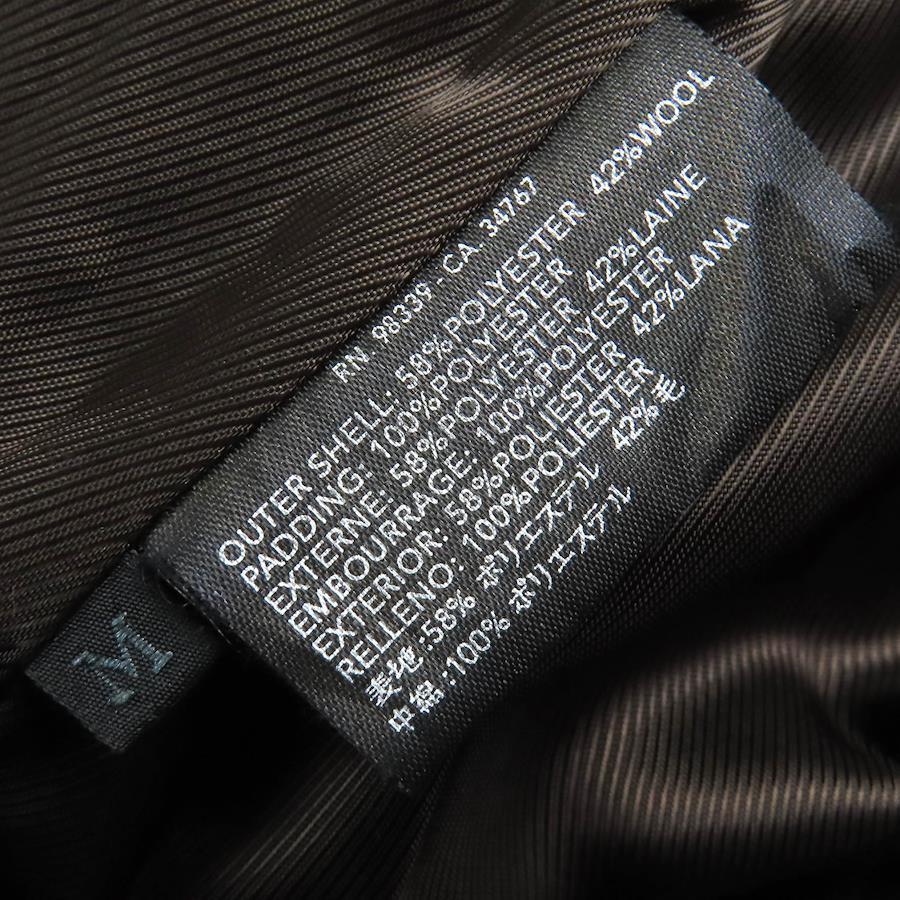 RN. 98339 - CA. 34767
OUTER SHELL: 58%POLYESTER 42%WOOL
PADDING: 100%POLYESTER
EXTERNE: 58%POLYESTER 42%LAINE
EMBOURRAGE: 100%POLYESTER
EXTERIOR: 58%POLIESTER 42%LANA
RELLENO: 100%POLIESTER
表地:58% ポリエステル 42%毛
中綿:100% ポリエステル
M